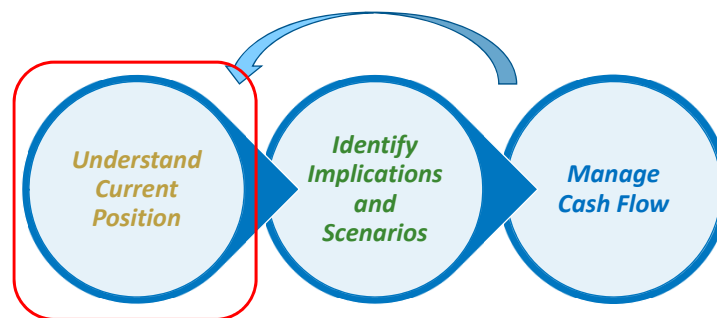 Understand
Current
Position
Identify
Implications
and
Scenarios
Manage
Cash Flow